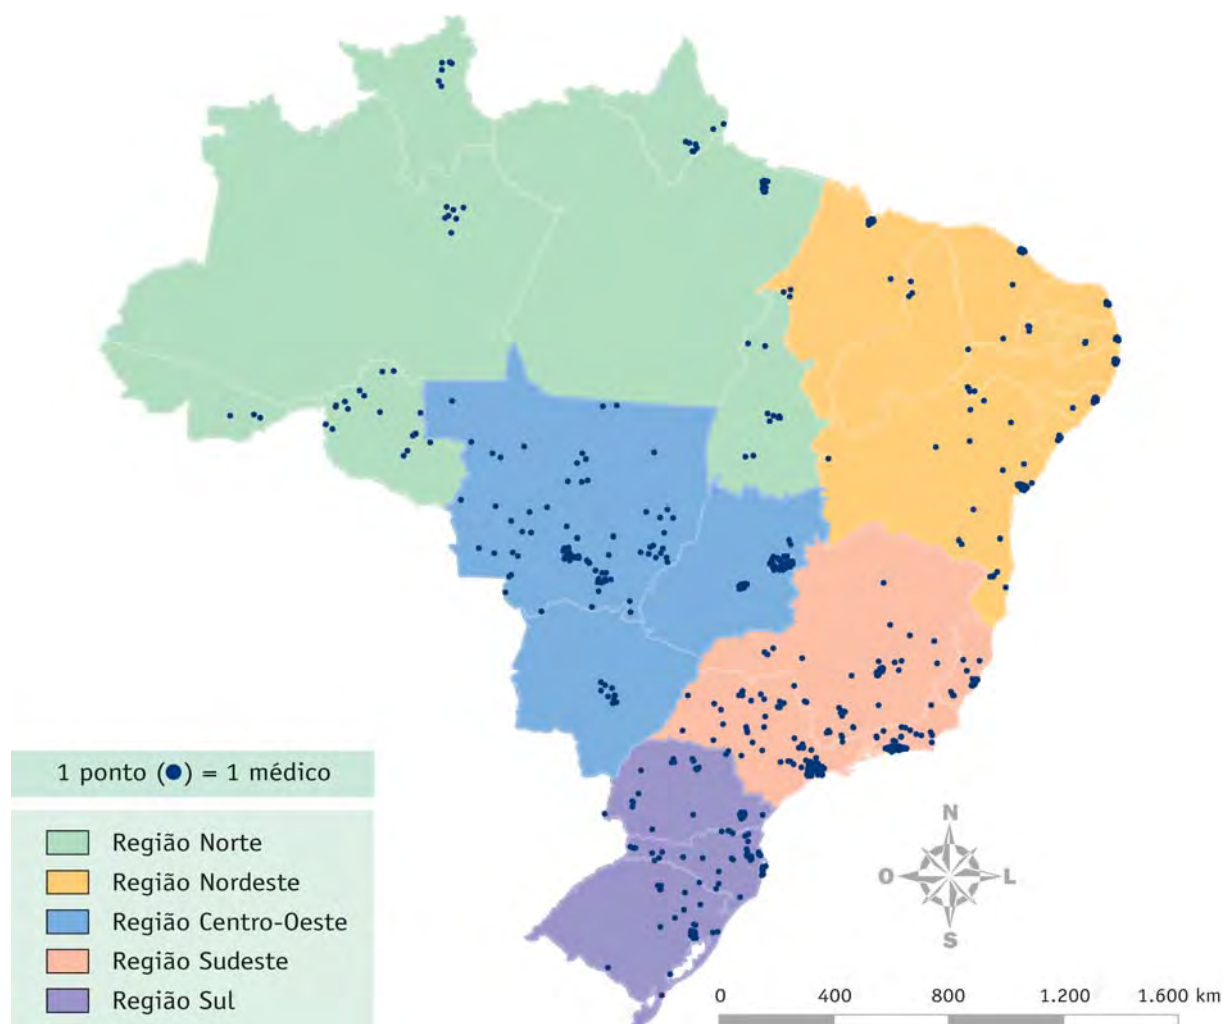 1 ponto (●) = 1 médico
Região Norte
Região Nordeste
Região Centro-Oeste
Região Sudeste
Região Sul
N
O L
S
0 400 800 1.200 1.600 km